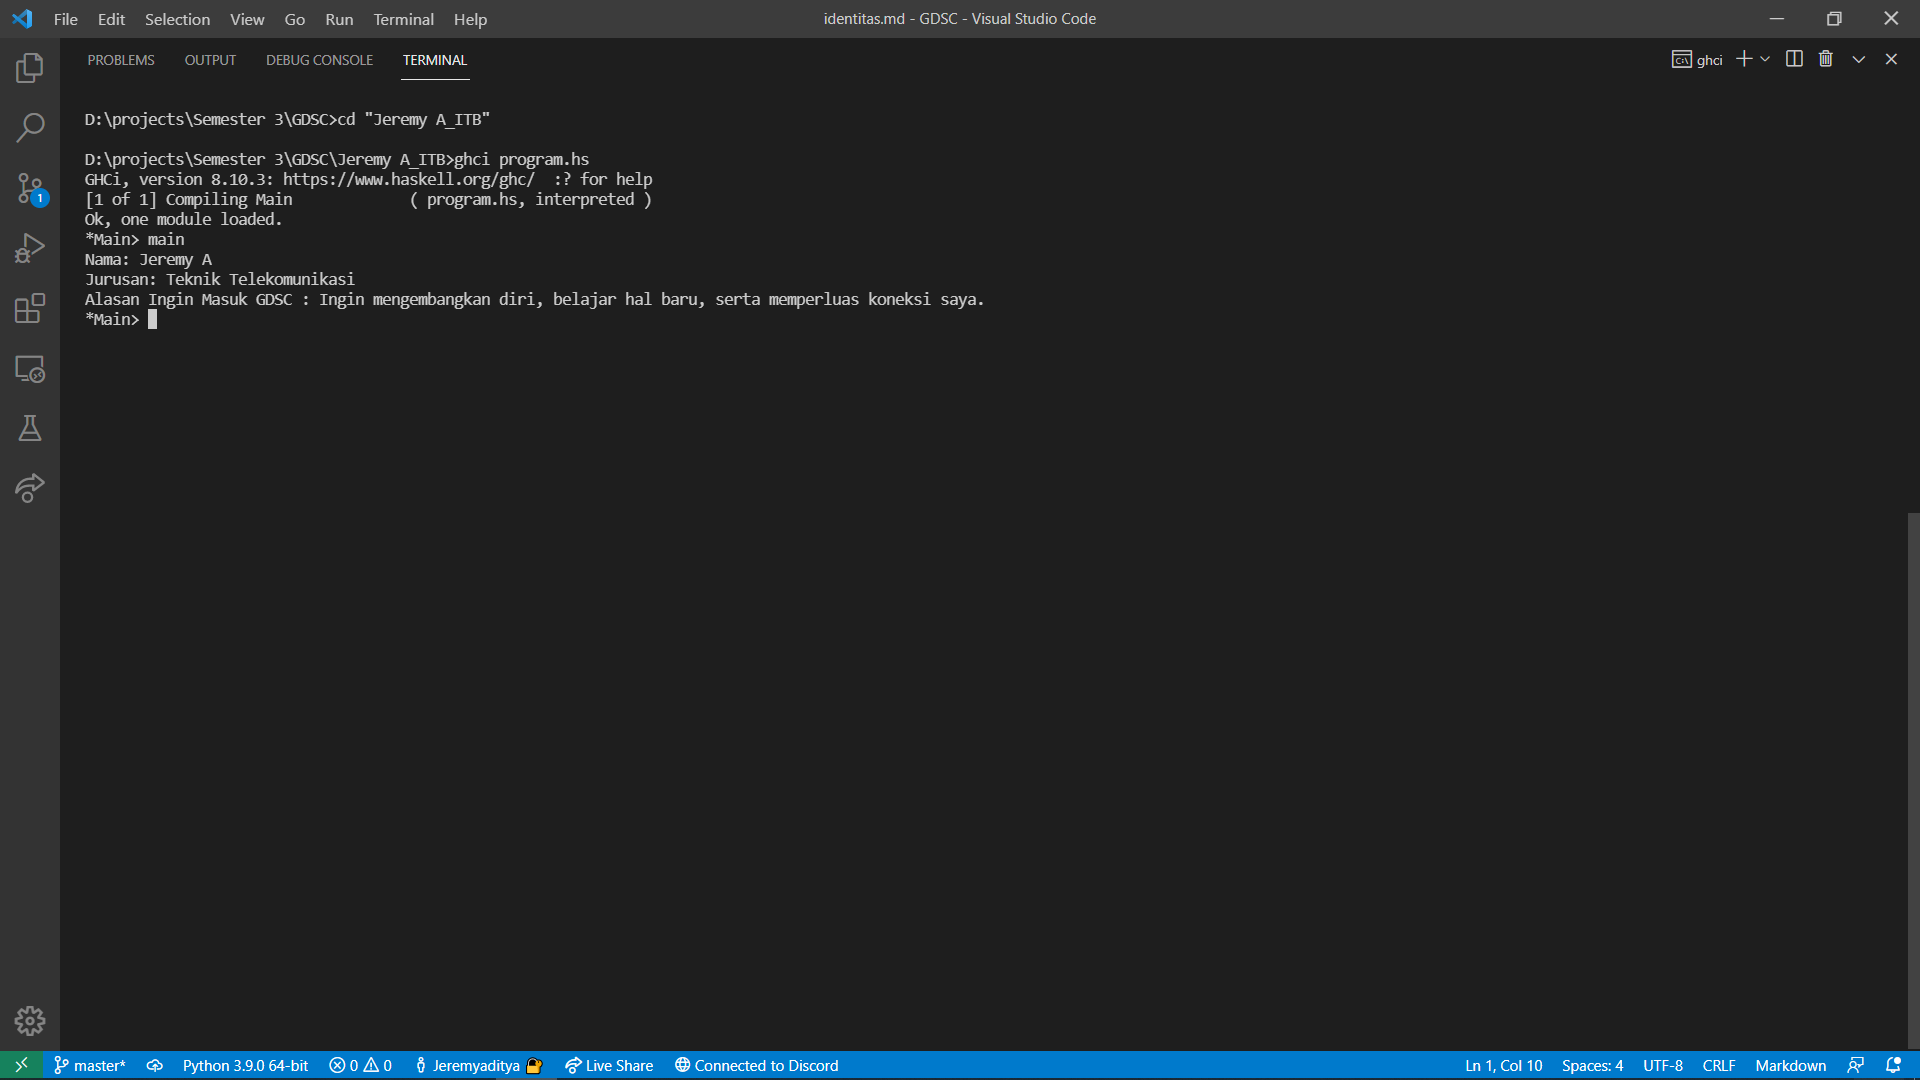 File Edit Selection View Go Run Terminal Help
identitas.md - GDSC - Visual Studio Code
PROBLEMS OUTPUT DEBUG CONSOLE TERMINAL
ghci
D:\projects\Semester 3\GDSC>cd "Jeremy A_ITB"
D:\projects\Semester 3\GDSC\Jeremy A_ITB>ghci program.hs
GHCi, version 8.10.3: https://www.haskell.org/ghc/  :? for help
[1 of 1] Compiling Main             ( program.hs, interpreted )
Ok, one module loaded.
*Main> main
Nama: Jeremy A
Jurusan: Teknik Telekomunikasi
Alasan Ingin Masuk GDSC : Ingin mengembangkan diri, belajar hal baru, serta memperluas koneksi saya.
*Main>
1
master* Python 3.9.0 64-bit 0 0 Jeremyaditya Live Share Connected to Discord Ln 1, Col 10 Spaces: 4 UTF-8 CRLF Markdown